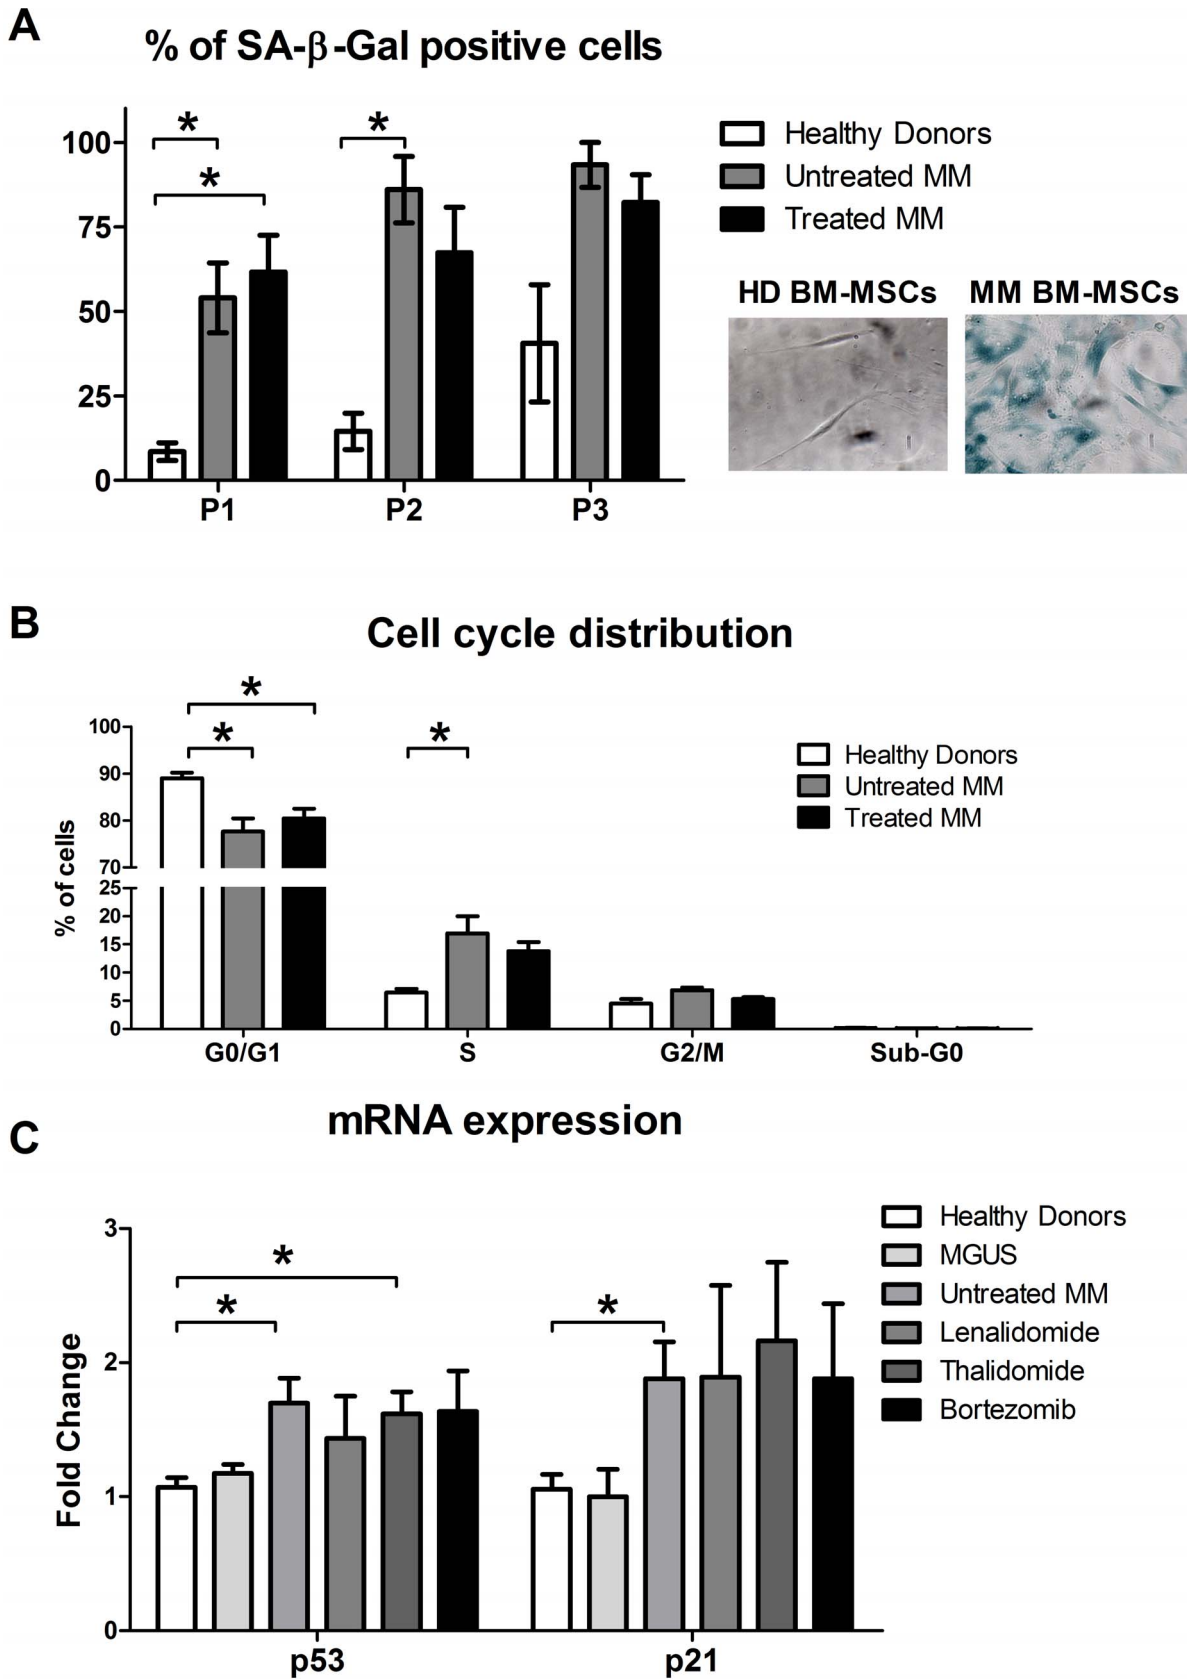 A
% of SA-β-Gal positive cells
* * *
100
75
50
25
0
P1 P2 P3
Healthy Donors
Untreated MM
Treated MM
HD BM-MSCs MM BM-MSCs
B
Cell cycle distribution
* * *
% of cells
100
90
80
70
25
20
15
10
5
0
G0/G1 S G2/M Sub-G0
Healthy Donors
Untreated MM
Treated MM
C
mRNA expression
* * *
Fold Change
3
2
1
0
p53 p21
Healthy Donors
MGUS
Untreated MM
Lenalidomide
Thalidomide
Bortezomib